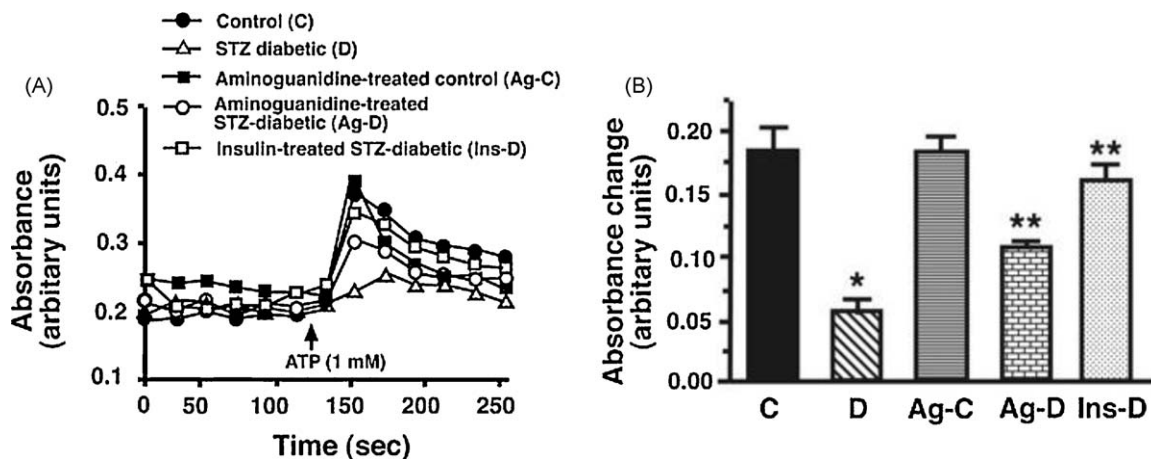 Control (C)
STZ diabetic (D)
Aminoguanidine-treated control (Ag-C)
Aminoguanidine-treated
STZ-diabetic (Ag-D)
Insulin-treated STZ-diabetic (Ins-D)
(A)
Absorbance
(arbitary units)
0.5
0.4
0.3
0.2
0.1
ATP (1 mM)
0 50 100 150 200 250
Time (sec)
(B)
Absorbance change
(arbitary units)
0.20
0.15
0.10
0.05
0.00
*
**
**
C D Ag-C Ag-D Ins-D